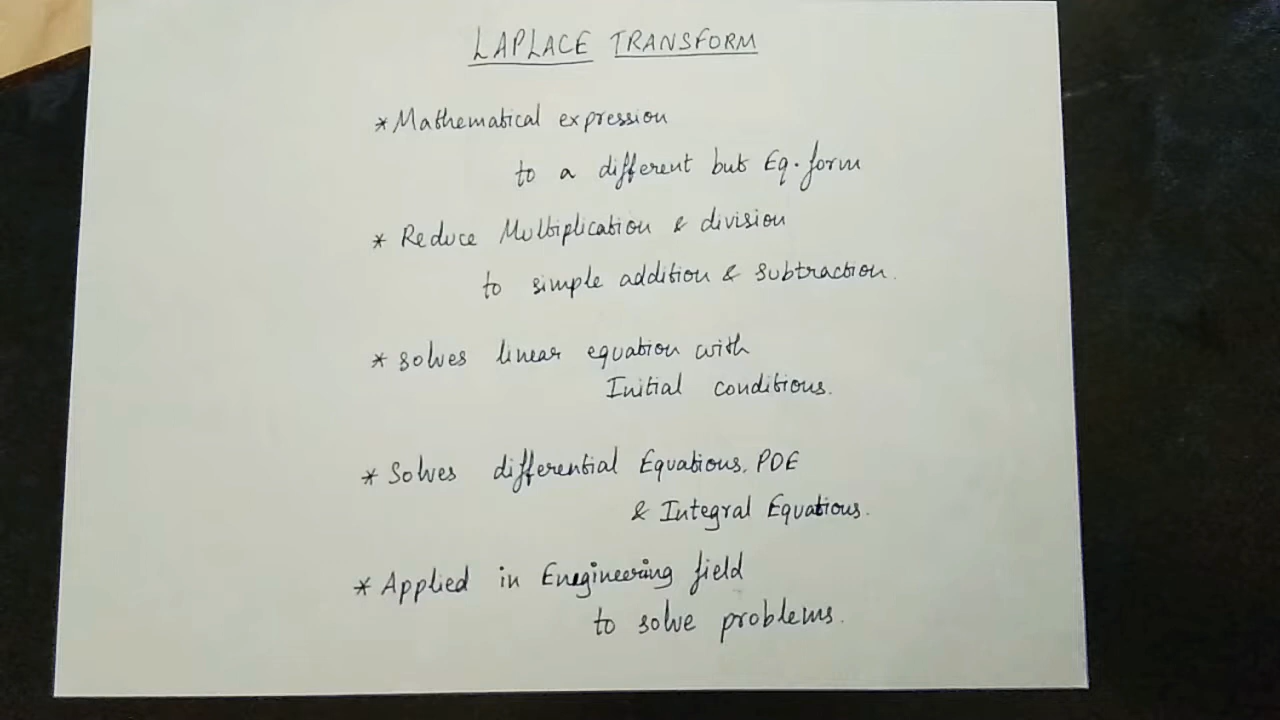 LAPLACE TRANSFORM
* Mathematical expression
to a different but Eq. form
* Reduce Multiplication & division
to simple addition & subtraction.
* solves linear equation with
Initial conditions.
* Solves differential Equations, PDE
& Integral Equations.
* Applied in Enegineering field
to solve problems.